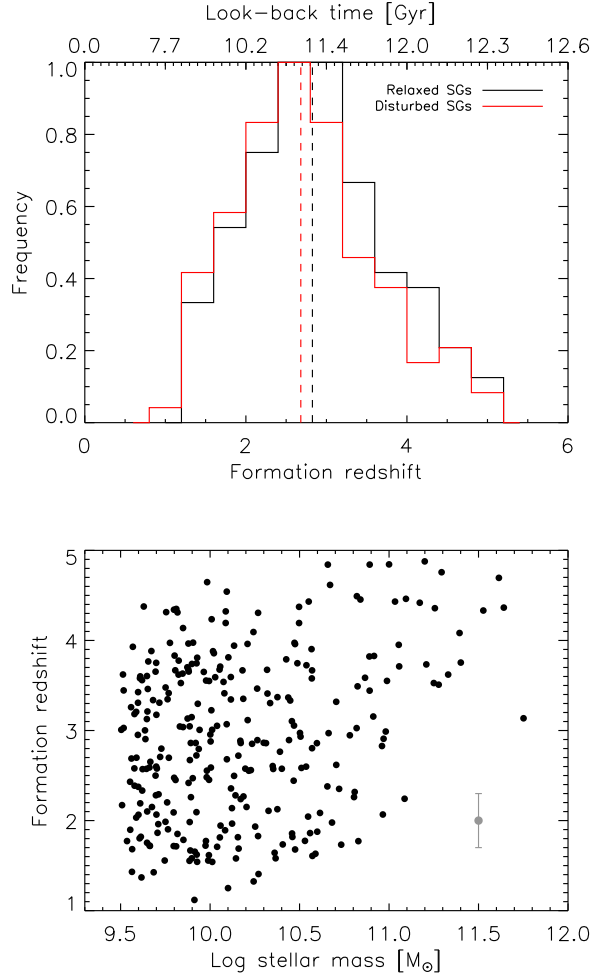 Look-back time [Gyr]
0.0 7.7 10.2 11.4 12.0 12.3 12.6
1.0
Relaxed SGs
Disturbed SGs
0.8
0.6
0.4
0.2
0.0
Frequency
0 2 4 6
Formation redshift
5
4
3
2
1
Formation redshift
9.5 10.0 10.5 11.0 11.5 12.0
Log stellar mass [M⊙]